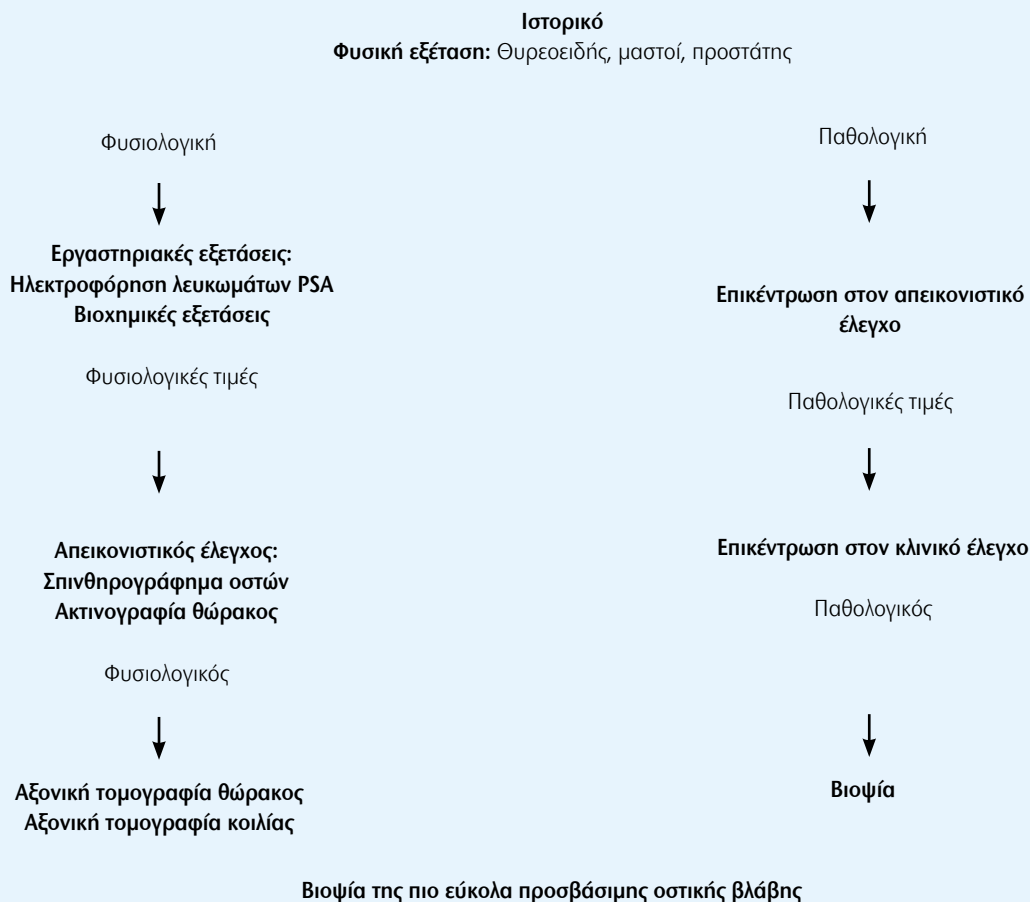 Ιστορικό
Φυσική εξέταση: Θυρεοειδής, μαστοί, προστάτης
Φυσιολογική
Παθολογική
Εργαστηριακές εξετάσεις:
Ηλεκτροφόρηση λευκωμάτων PSA
Βιοχημικές εξετάσεις
Επικέντρωση στον απεικονιστικό
έλεγχο
Φυσιολογικές τιμές
Παθολογικές τιμές
Απεικονιστικός έλεγχος:
Σπινθηρογράφημα οστών
Ακτινογραφία θώρακος
Επικέντρωση στον κλινικό έλεγχο
Παθολογικός
Φυσιολογικός
Αξονική τομογραφία θώρακος
Αξονική τομογραφία κοιλίας
Βιοψία
Βιοψία της πιο εύκολα προσβάσιμης οστικής βλάβης